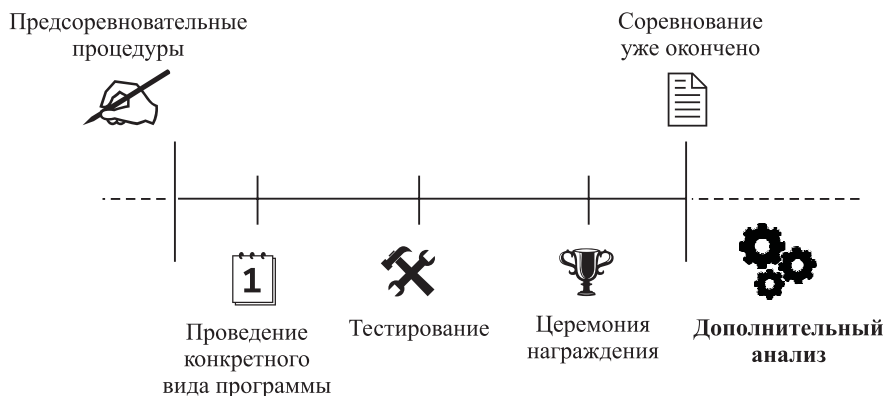 Предсоревновательные
процедуры
Соревнование
уже окончено
1
Проведение
конкретного
вида программы
Тестирование
Церемония
награждения
Дополнительный
анализ